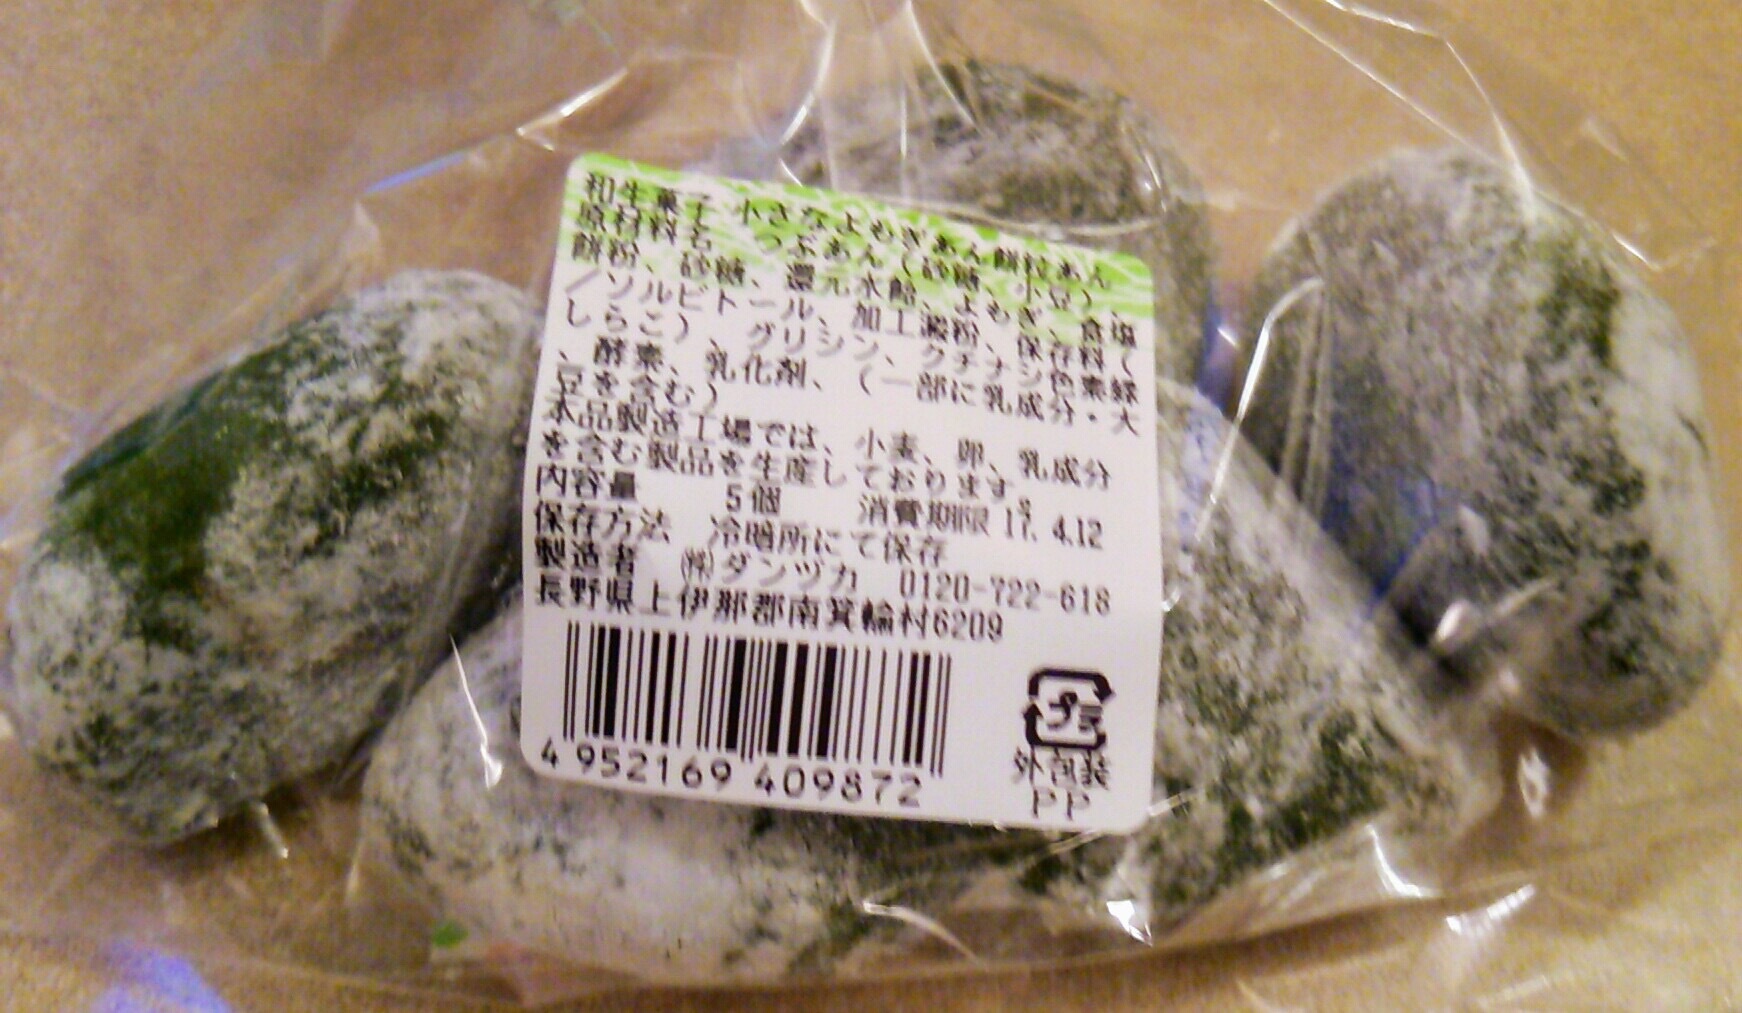 和生菓子 小さなよもぎあん餅粒あん
原材料名 つぶあん(砂糖、小豆)、
餅粉、砂糖、還元水飴、よもぎ、食塩
/ソルビトール、加工澱粉、保存料(
しらこ)、グリシン、クチナシ色素緑
、酵素、乳化剤、(一部に乳成分・大
豆を含む)
本品製造工場では、小麦、卵、乳成分
を含む製品を生産しております。
内容量 5個 消費期限 17. 4.12
保存方法 冷暗所にて保存
製造者 ㈱ダンヅカ 0120-722-618
長野県上伊那郡南箕輪村6209
4 952169 409872
プラ
外包装
PP